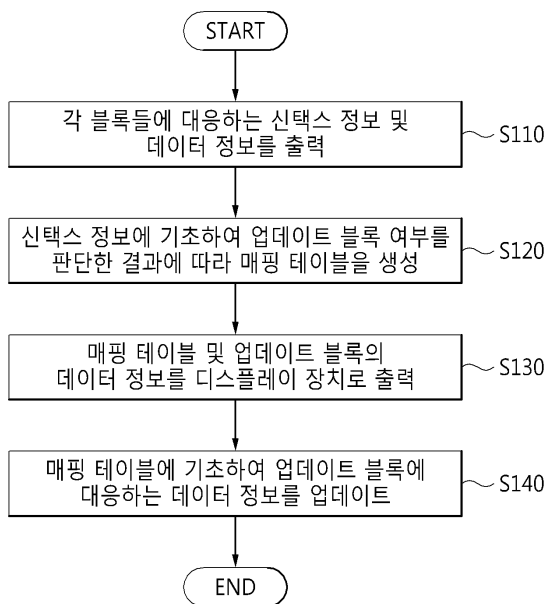 START
각 블록들에 대응하는 신택스 정보 및
데이터 정보를 출력
S110
신택스 정보에 기초하여 업데이트 블록 여부를
판단한 결과에 따라 매핑 테이블을 생성
S120
매핑 테이블 및 업데이트 블록의
데이터 정보를 디스플레이 장치로 출력
S130
매핑 테이블에 기초하여 업데이트 블록에
대응하는 데이터 정보를 업데이트
S140
END